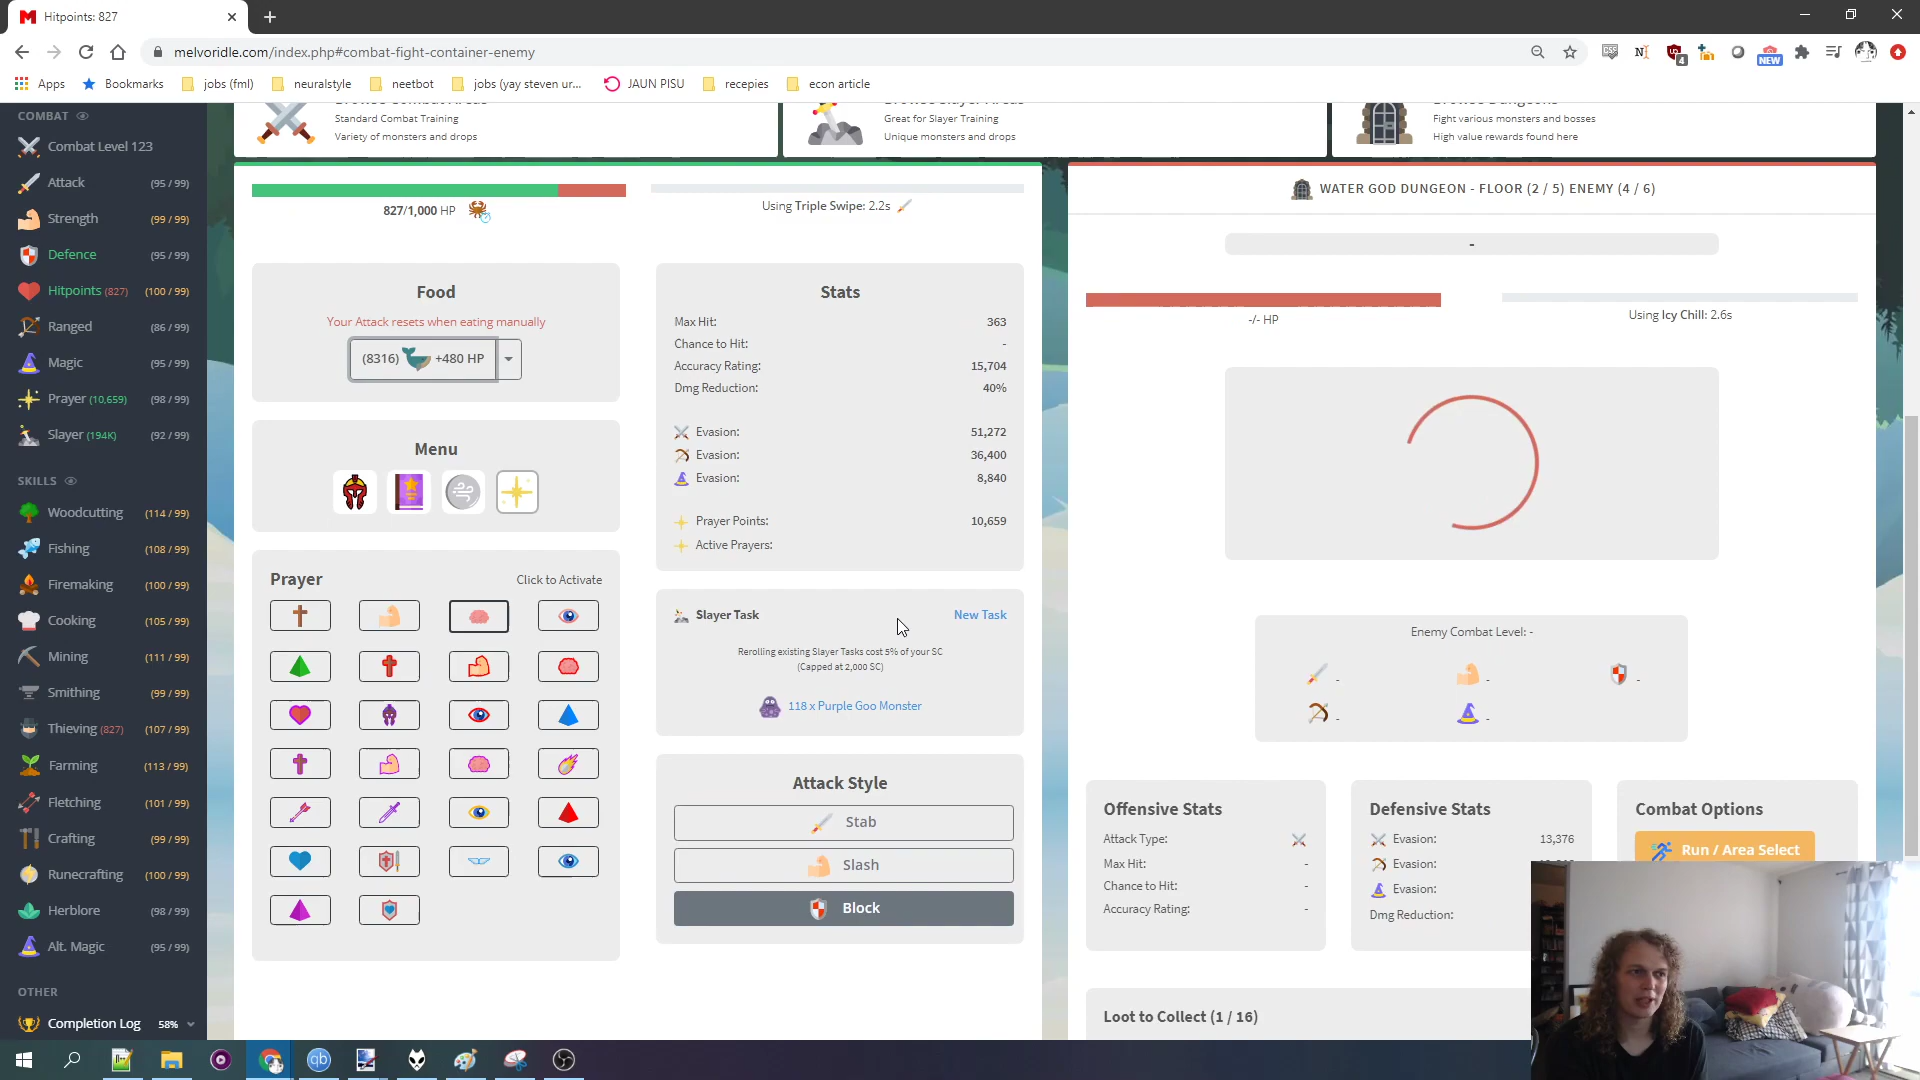 Hitpoints: 827
melvoridle.com/index.php#combat-fight-container-enemy
4
NEW
Apps
Bookmarks
jobs (fml)
neuralstyle
neetbot
jobs (yay steven ur...
JAUN PISU
recepies
econ article
COMBAT
Combat Level 123
Attack (95 / 99)
Strength (99 / 99)
Defence (95 / 99)
Hitpoints (827) (100 / 99)
Ranged (86 / 99)
Magic (95 / 99)
Prayer (10,659) (98 / 99)
Slayer (194K) (92 / 99)
SKILLS
Woodcutting (114 / 99)
Fishing (108 / 99)
Firemaking (100 / 99)
Cooking (105 / 99)
Mining (111 / 99)
Smithing (99 / 99)
Thieving (827) (107 / 99)
Farming (113 / 99)
Fletching (101 / 99)
Crafting (99 / 99)
Runecrafting (100 / 99)
Herblore (98 / 99)
Alt. Magic (95 / 99)
OTHER
Completion Log 58%
Browse Combat Areas
Standard Combat Training
Variety of monsters and drops
Browse Slayer Areas
Great for Slayer Training
Unique monsters and drops
Browse Dungeons
Fight various monsters and bosses
High value rewards found here
827/1,000 HP
Using Triple Swipe: 2.2s
Food
Your Attack resets when eating manually
(8316) +480 HP
Menu
Prayer
Click to Activate
Stats
Max Hit: 363
Chance to Hit: -
Accuracy Rating: 15,704
Dmg Reduction: 40%
Evasion: 51,272
Evasion: 36,400
Evasion: 8,840
Prayer Points: 10,659
Active Prayers:
Slayer Task
New Task
Rerolling existing Slayer Tasks cost 5% of your SC
(Capped at 2,000 SC)
118 x Purple Goo Monster
Attack Style
Stab
Slash
Block
WATER GOD DUNGEON - FLOOR (2 / 5) ENEMY (4 / 6)
-
-/- HP
Using Icy Chill: 2.6s
Enemy Combat Level: -
- - -
- -
Offensive Stats
Attack Type:
Max Hit: -
Chance to Hit: -
Accuracy Rating: -
Defensive Stats
Evasion: 13,376
Evasion:
Evasion:
Dmg Reduction:
Combat Options
Run / Area Select
Loot to Collect (1 / 16)
qb